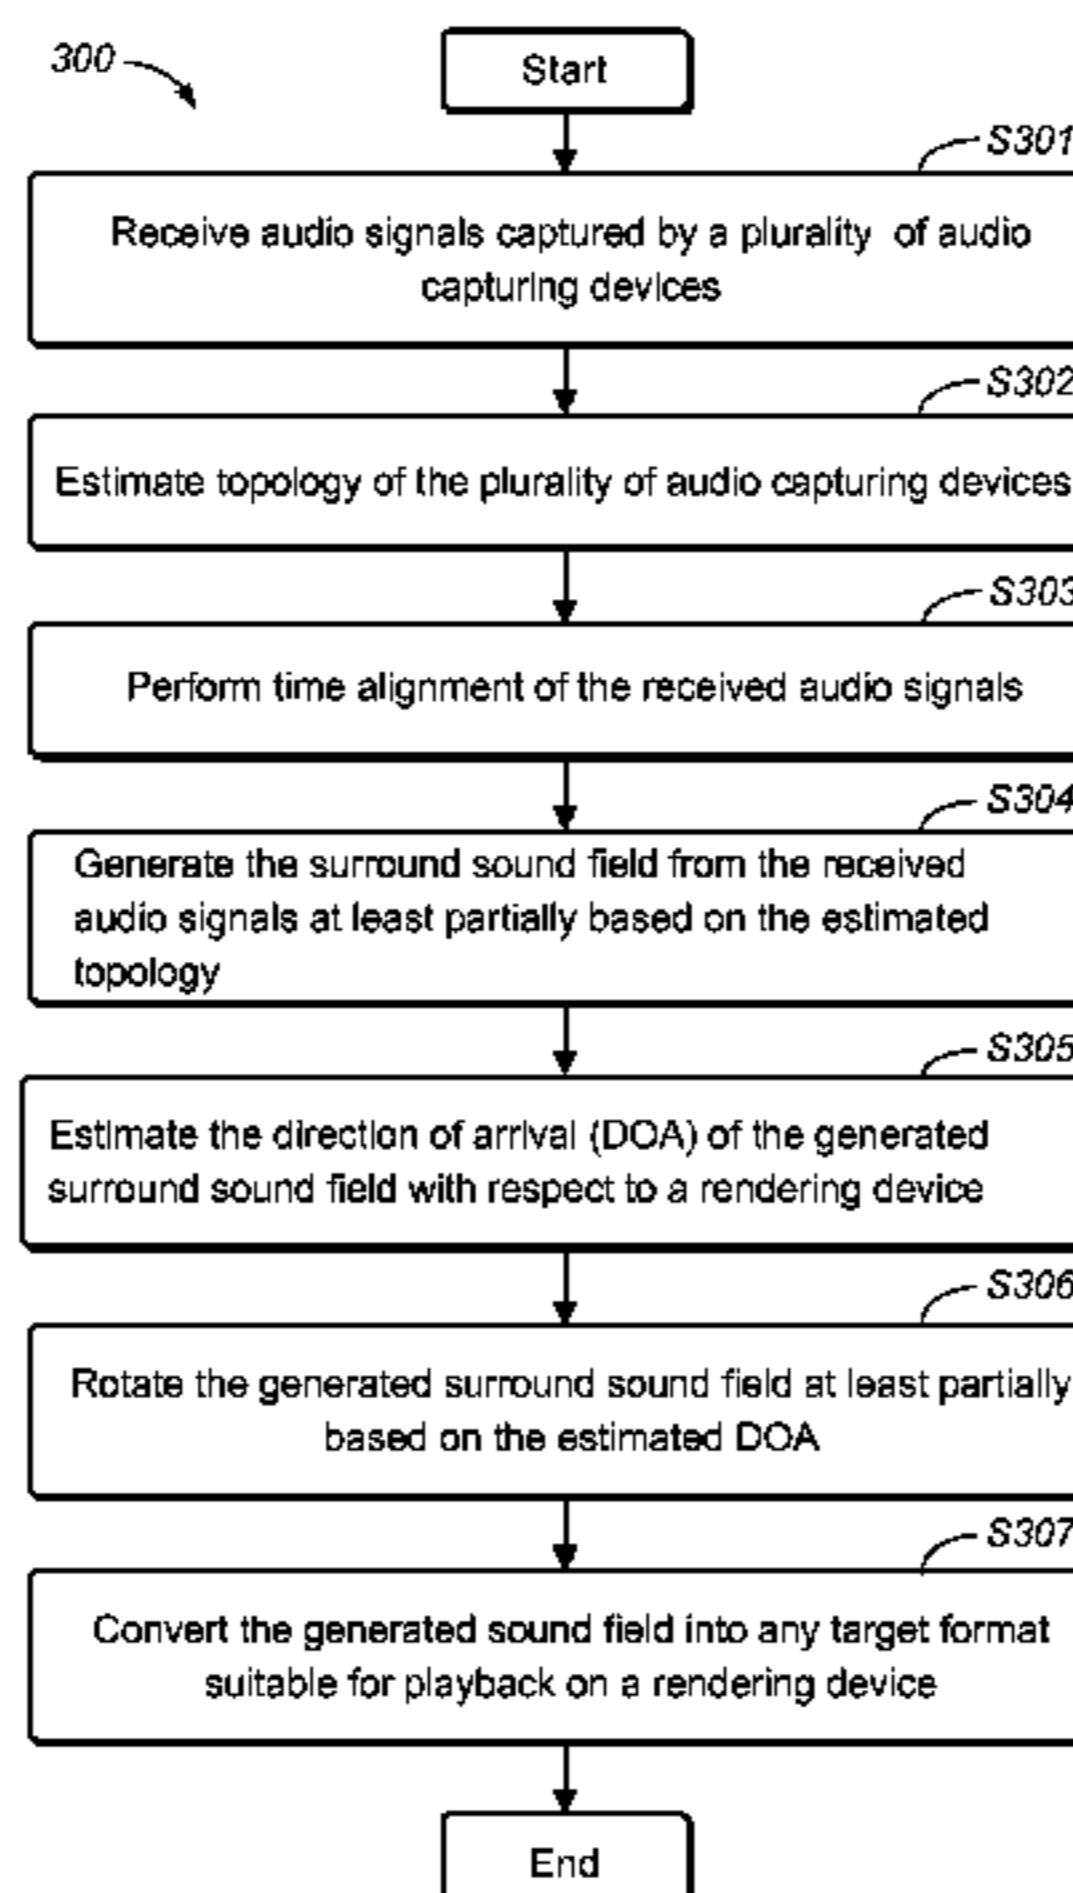 300
Start
S301
Receive audio signals captured by a plurality of audio
capturing devices
S302
Estimate topology of the plurality of audio capturing devices
S303
Perform time alignment of the received audio signals
S304
Generate the surround sound field from the received
audio signals at least partially based on the estimated
topology
S305
Estimate the direction of arrival (DOA) of the generated
surround sound field with respect to a rendering device
S306
Rotate the generated surround sound field at least partially
based on the estimated DOA
S307
Convert the generated sound field into any target format
suitable for playback on a rendering device
End